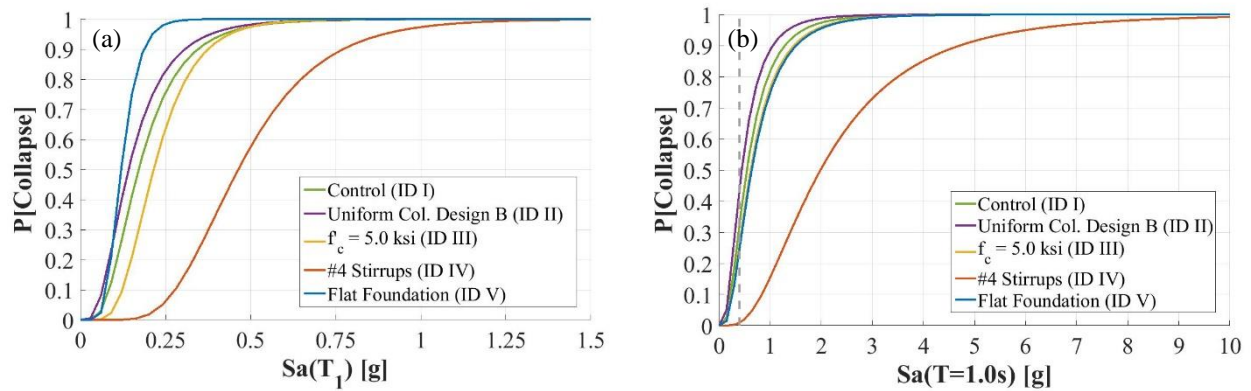 (a)
P[Collapse]
1
0.9
0.8
0.7
0.6
0.5
0.4
0.3
0.2
0.1
0
Control (ID I)
Uniform Col. Design B (ID II)
f'c = 5.0 ksi (ID III)
#4 Stirrups (ID IV)
Flat Foundation (ID V)
0 0.25 0.5 0.75 1 1.25 1.5
Sa(T1) [g]
(b)
P[Collapse]
1
0.9
0.8
0.7
0.6
0.5
0.4
0.3
0.2
0.1
0
Control (ID I)
Uniform Col. Design B (ID II)
f'c = 5.0 ksi (ID III)
#4 Stirrups (ID IV)
Flat Foundation (ID V)
0 1 2 3 4 5 6 7 8 9 10
Sa(T=1.0s) [g]